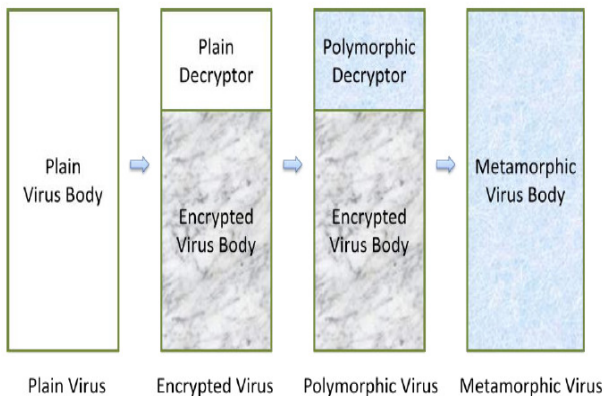 Plain
Virus Body
Plain
Decryptor
Encrypted
Virus Body
Polymorphic
Decryptor
Encrypted
Virus Body
Metamorphic
Virus Body
Plain Virus
Encrypted Virus
Polymorphic Virus
Metamorphic Virus